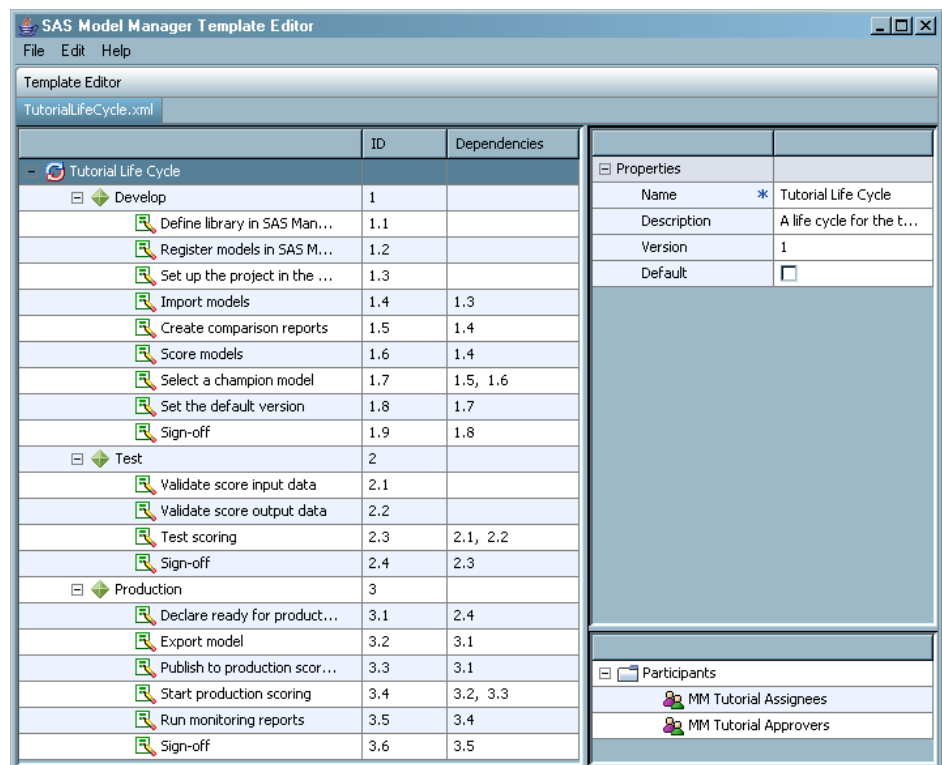 SAS Model Manager Template Editor
File Edit Help
Template Editor
TutorialLifeCycle.xml
ID Dependencies
Tutorial Life Cycle
Develop 1
Define library in SAS Man... 1.1
Register models in SAS M... 1.2
Set up the project in the ... 1.3
Import models 1.4 1.3
Create comparison reports 1.5 1.4
Score models 1.6 1.4
Select a champion model 1.7 1.5, 1.6
Set the default version 1.8 1.7
Sign-off 1.9 1.8
Test 2
Validate score input data 2.1
Validate score output data 2.2
Test scoring 2.3 2.1, 2.2
Sign-off 2.4 2.3
Production 3
Declare ready for product... 3.1 2.4
Export model 3.2 3.1
Publish to production scor... 3.3 3.1
Start production scoring 3.4 3.2, 3.3
Run monitoring reports 3.5 3.4
Sign-off 3.6 3.5
Properties
Name * Tutorial Life Cycle
Description A life cycle for the t...
Version 1
Default
Participants
MM Tutorial Assignees
MM Tutorial Approvers